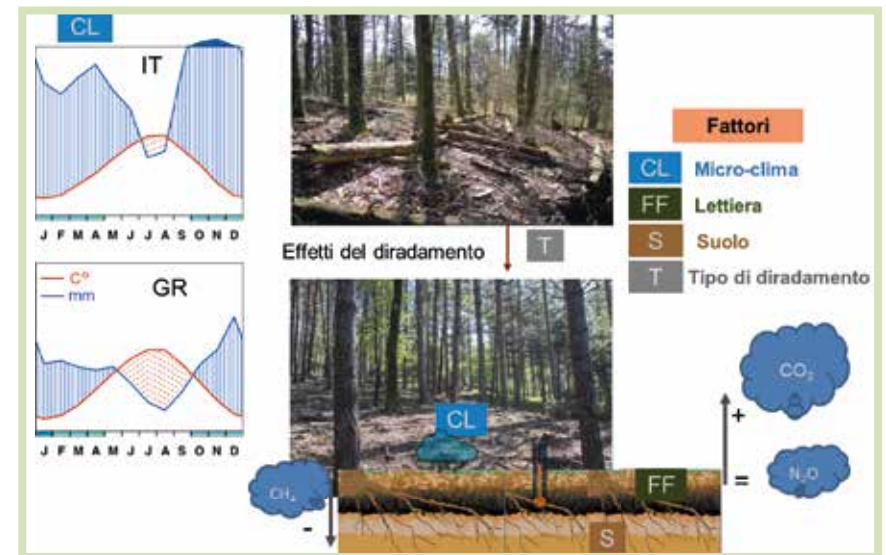 CL
IT
J F M A M J J A S O N D
C°
mm
GR
J F M A M J J A S O N D
Effetti del diradamento
T
Fattori
CL Micro-clima
FF Lettiera
S Suolo
T Tipo di diradamento
CL
CO₂
+
CH₄
FF
=
N₂O
-
S